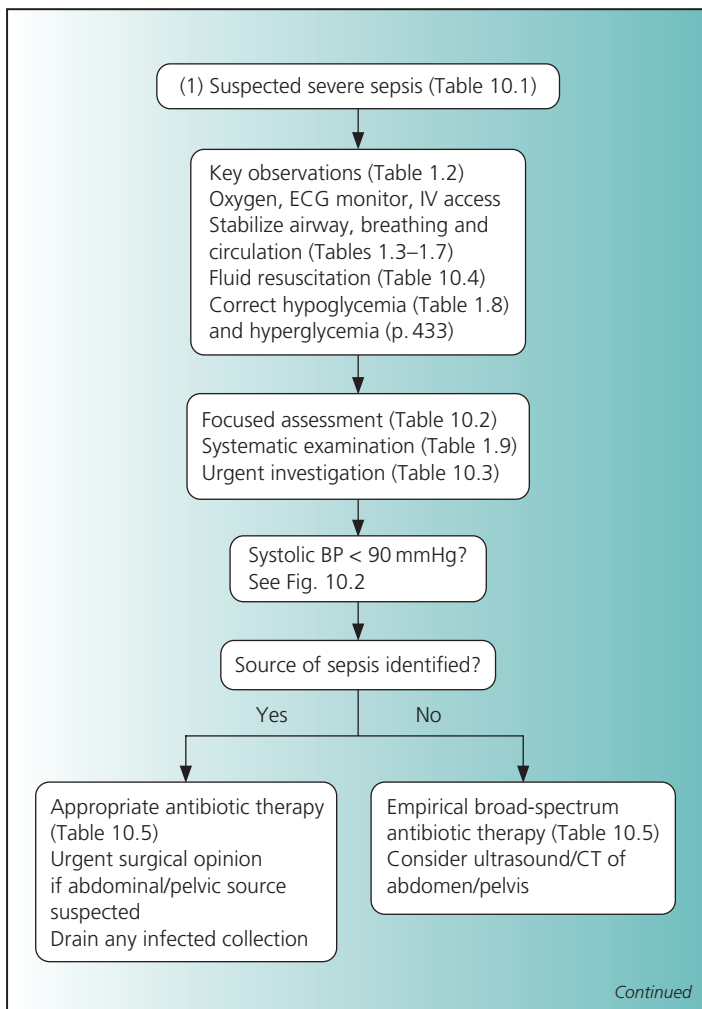 (1) Suspected severe sepsis (Table 10.1)
Key observations (Table 1.2)
Oxygen, ECG monitor, IV access
Stabilize airway, breathing and
circulation (Tables 1.3–1.7)
Fluid resuscitation (Table 10.4)
Correct hypoglycemia (Table 1.8)
and hyperglycemia (p. 433)
Focused assessment (Table 10.2)
Systematic examination (Table 1.9)
Urgent investigation (Table 10.3)
Systolic BP < 90 mmHg?
See Fig. 10.2
Source of sepsis identified?
Yes
No
Appropriate antibiotic therapy
(Table 10.5)
Urgent surgical opinion
if abdominal/pelvic source
suspected
Drain any infected collection
Empirical broad-spectrum
antibiotic therapy (Table 10.5)
Consider ultrasound/CT of
abdomen/pelvis
Continued